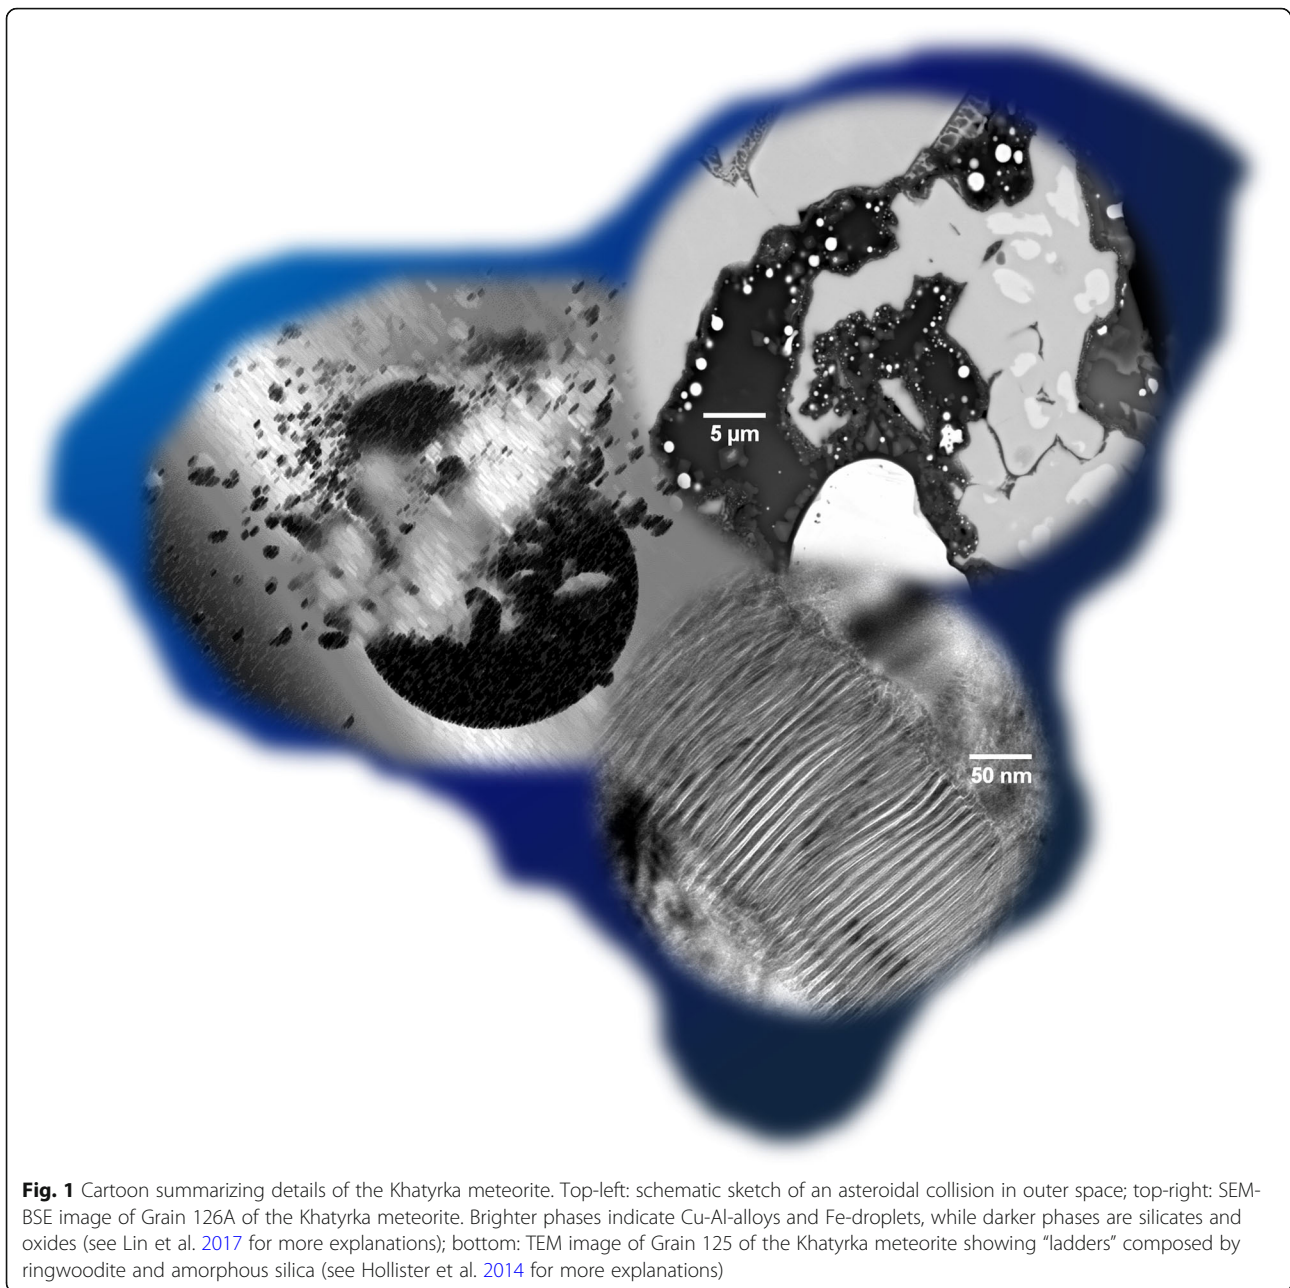 5 µm
50 nm
Fig. 1 Cartoon summarizing details of the Khatyrka meteorite. Top-left: schematic sketch of an asteroidal collision in outer space; top-right: SEM-
BSE image of Grain 126A of the Khatyrka meteorite. Brighter phases indicate Cu-Al-alloys and Fe-droplets, while darker phases are silicates and
oxides (see Lin et al. 2017 for more explanations); bottom: TEM image of Grain 125 of the Khatyrka meteorite showing “ladders” composed by
ringwoodite and amorphous silica (see Hollister et al. 2014 for more explanations)